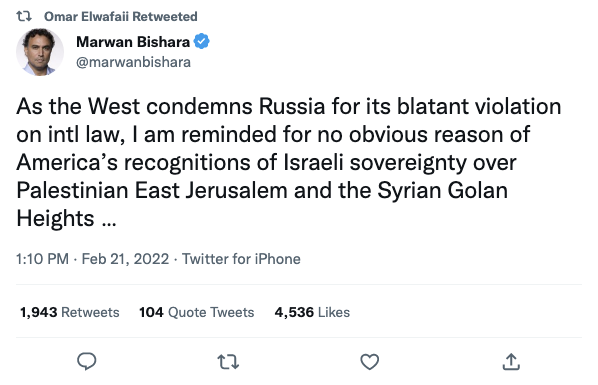 Omar Elwafaii Retweeted
Marwan Bishara
@marwanbishara
As the West condemns Russia for its blatant violation
on intl law, I am reminded for no obvious reason of
America’s recognitions of Israeli sovereignty over
Palestinian East Jerusalem and the Syrian Golan
Heights ...
1:10 PM · Feb 21, 2022 · Twitter for iPhone
1,943 Retweets 104 Quote Tweets 4,536 Likes